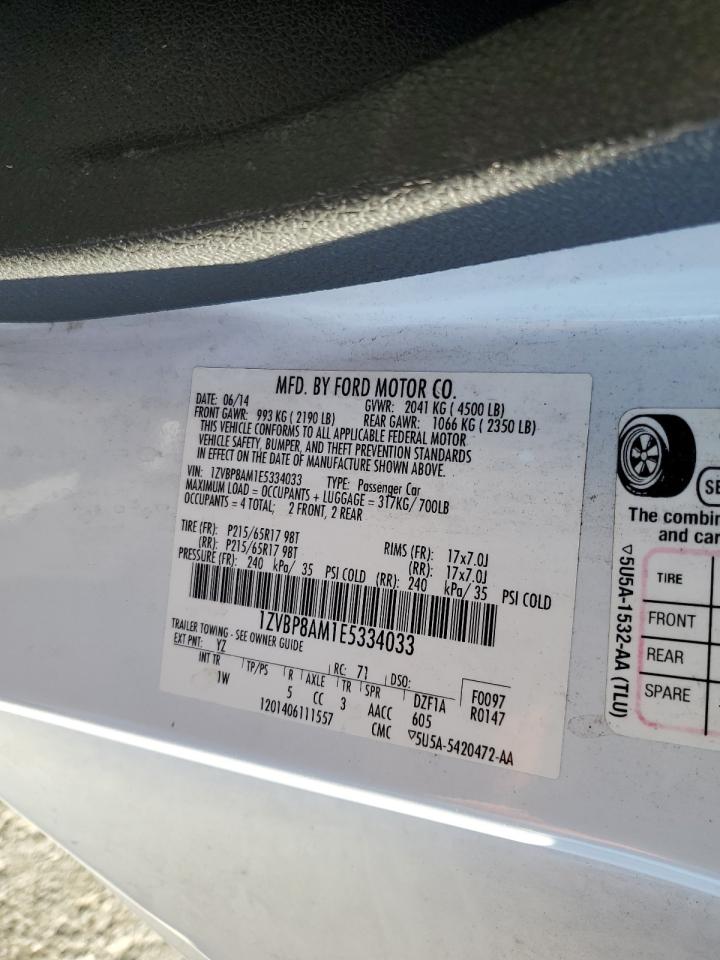 MFD. BY FORD MOTOR CO.
DATE: 06/14 GVWR: 2041 KG ( 4500 LB)
FRONT GAWR: 993 KG ( 2190 LB) REAR GAWR: 1066 KG ( 2350 LB)
THIS VEHICLE CONFORMS TO ALL APPLICABLE FEDERAL MOTOR
VEHICLE SAFETY, BUMPER, AND THEFT PREVENTION STANDARDS
IN EFFECT ON THE DATE OF MANUFACTURE SHOWN ABOVE.
VIN: 1ZVBP8AM1E5334033 TYPE: Passenger Car
MAXIMUM LOAD = OCCUPANTS + LUGGAGE = 317KG/ 700LB
OCCUPANTS = 4 TOTAL; 2 FRONT, 2 REAR
TIRE (FR): P215/65R17 98T RIMS (FR): 17x7.0J
(RR): P215/65R17 98T (RR): 17x7.0J
PRESSURE (FR): 240 kPa/ 35 PSI COLD (RR): 240 kPa/ 35 PSI COLD
1ZVBP8AM1E5334033
TRAILER TOWING - SEE OWNER GUIDE
EXT PNT: YZ RC: 71 DSO: F0097
INT TR TP/PS R AXLE TR SPR DZF1A R0147
1W 5 CC 3 AACC 605
1201406111557 CMC ▽5U5A-5420472-AA
SE
The combin
and car
TIRE
FRONT
REAR
SPARE
▽5U5A-1532-AA (TLU)